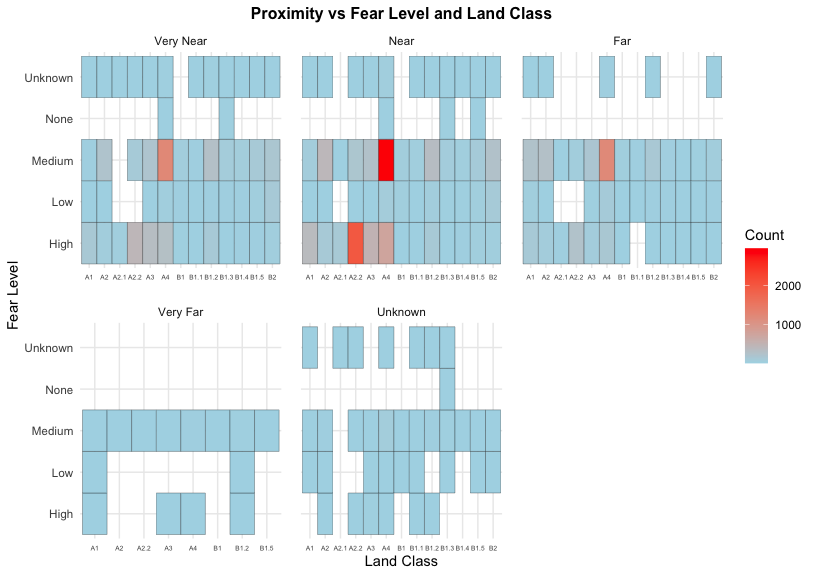 Proximity vs Fear Level and Land Class
Very Near Near Far
Unknown
None
Medium
Low
High
A1 A2 A2.1 A2.2 A3 A4 B1 B1.1 B1.2 B1.3 B1.4 B1.5 B2 A1 A2 A2.1 A2.2 A3 A4 B1 B1.1 B1.2 B1.3 B1.4 B1.5 B2 A1 A2 A2.1 A2.2 A3 A4 B1 B1.1 B1.2 B1.3 B1.4 B1.5 B2
Count
2000
1000
Fear Level
Very Far Unknown
Unknown
None
Medium
Low
High
A1 A2 A2.2 A3 A4 B1 B1.2 B1.5 A1 A2 A2.1 A2.2 A3 A4 B1 B1.1 B1.2 B1.3 B1.4 B1.5 B2
Land Class